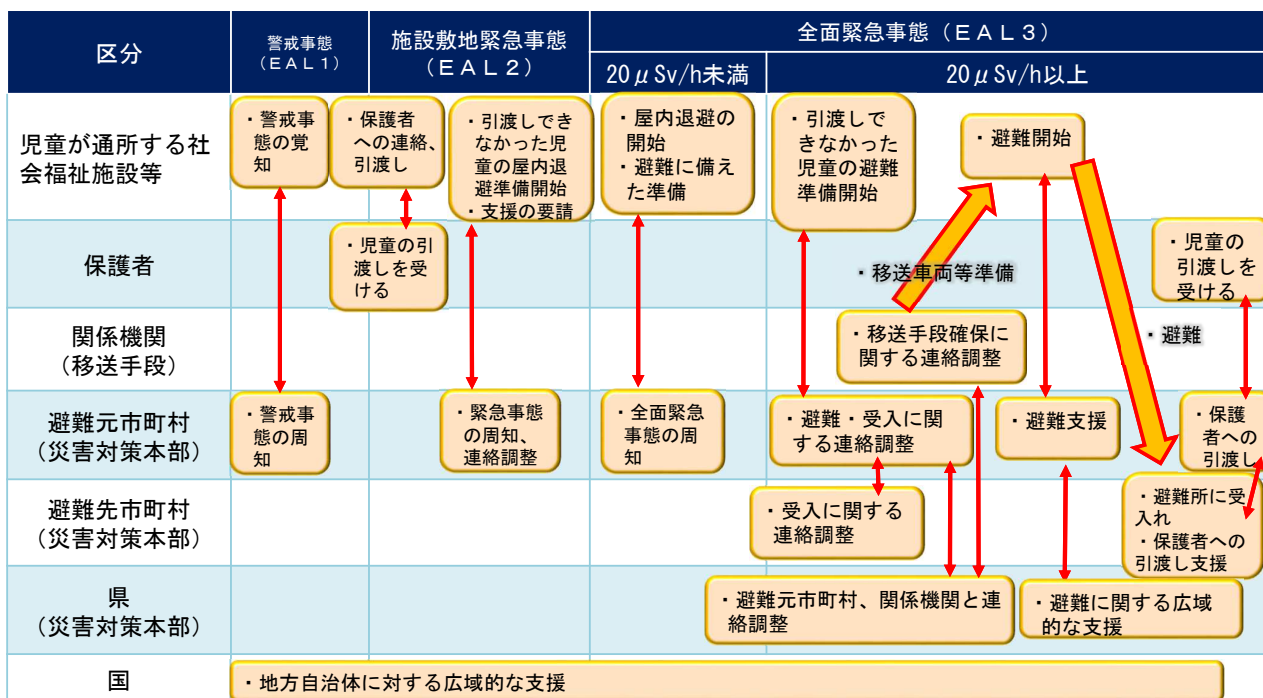 区分
警戒事態
(EAL1)
施設敷地緊急事態
(EAL2)
全面緊急事態(EAL3)
20μSv/h未満
20μSv/h以上
児童が通所する社
会福祉施設等
・警戒事
態の覚
知
・保護者
への連絡、
引渡し
・引渡しでき
なかった児
童の屋内退
避準備開始
・支援の要請
・屋内退避の
開始
・避難に備え
た準備
・引渡しで
きなかった
児童の避難
準備開始
・避難開始
保護者
・児童の引
渡しを受
ける
・移送車両等準備
・児童の
引渡しを
受ける
関係機関
(移送手段)
・移送手段確保に
関する連絡調整
・避難
避難元市町村
(災害対策本部)
・警戒事
態の周
知
・緊急事態
の周知、
連絡調整
・全面緊急
事態の周
知
・避難・受入に関
する連絡調整
・避難支援
・保護
者への
引渡し
避難先市町村
(災害対策本部)
・受入に関する
連絡調整
・避難所に受
入れ
・保護者への
引渡し支援
県
(災害対策本部)
・避難元市町村、関係機関と連
絡調整
・避難に関する広域
的な支援
国
・地方自治体に対する広域的な支援